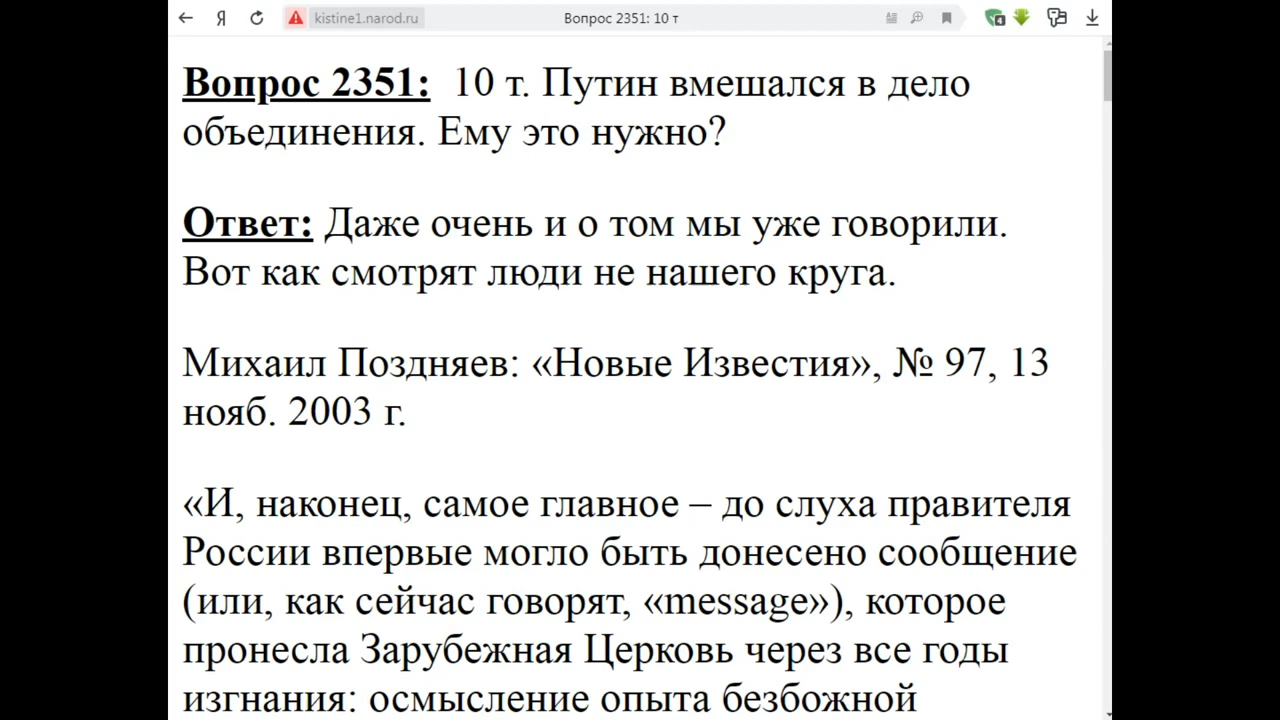 Я
kistine1.narod.ru
Вопрос 2351: 10 т
4
Вопрос 2351: 10 т. Путин вмешался в дело
объединения. Ему это нужно?
Ответ: Даже очень и о том мы уже говорили.
Вот как смотрят люди не нашего круга.
Михаил Поздняев: «Новые Известия», № 97, 13
нояб. 2003 г.
«И, наконец, самое главное – до слуха правителя
России впервые могло быть донесено сообщение
(или, как сейчас говорят, «message»), которое
пронесла Зарубежная Церковь через все годы
изгнания: осмысление опыта безбожной